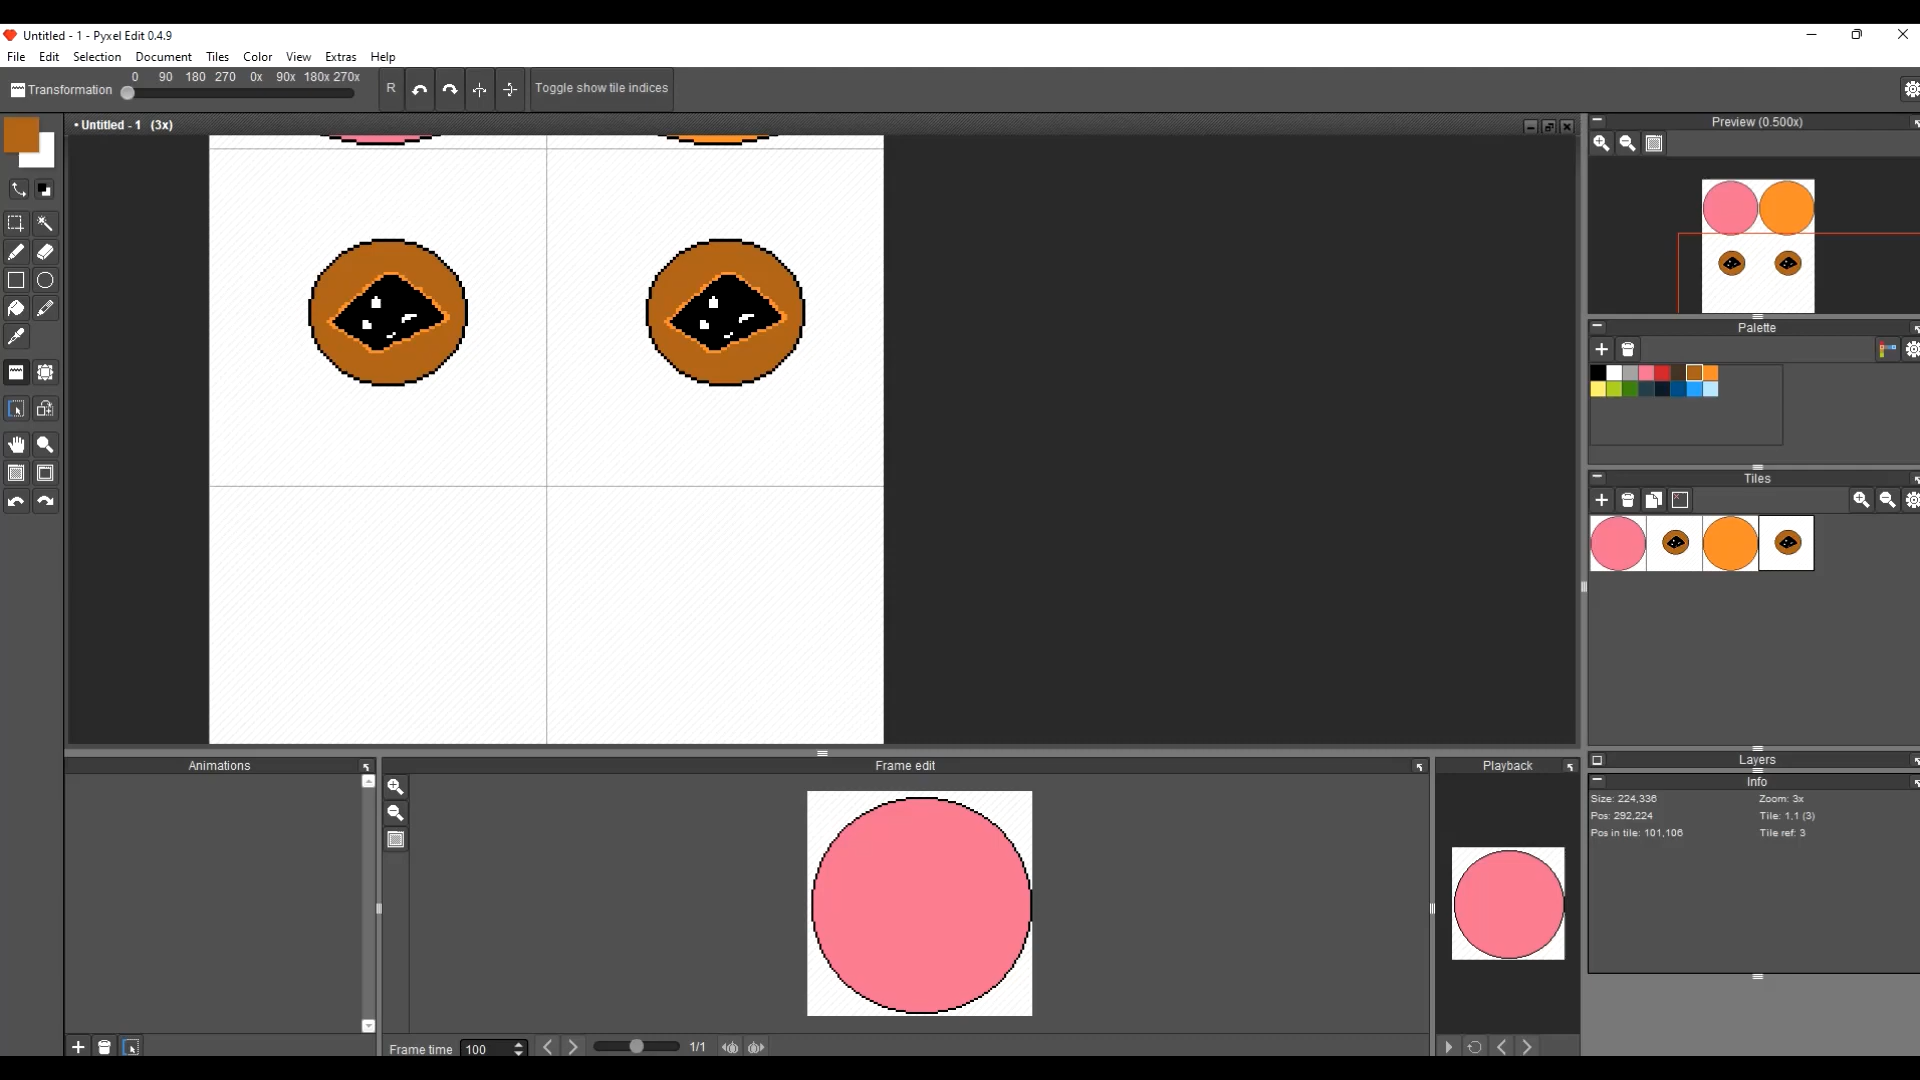 Untitled - 1 - Pyxel Edit 0.4.9
File Edit Selection Document Tiles Color View Extras Help
Transformation 0 90 180 270 0x 90x 180x 270x R Toggle show tile indices
• Untitled - 1 (3x)
Preview (0.500x)
Palette
Tiles
Layers
Info
Size: 224,336 Zoom: 3x
Pos: 292,224 Tile: 1,1 (3)
Pos in tile: 101,106 Tile ref: 3
Animations
Frame edit
Playback
Frame time 100 1/1